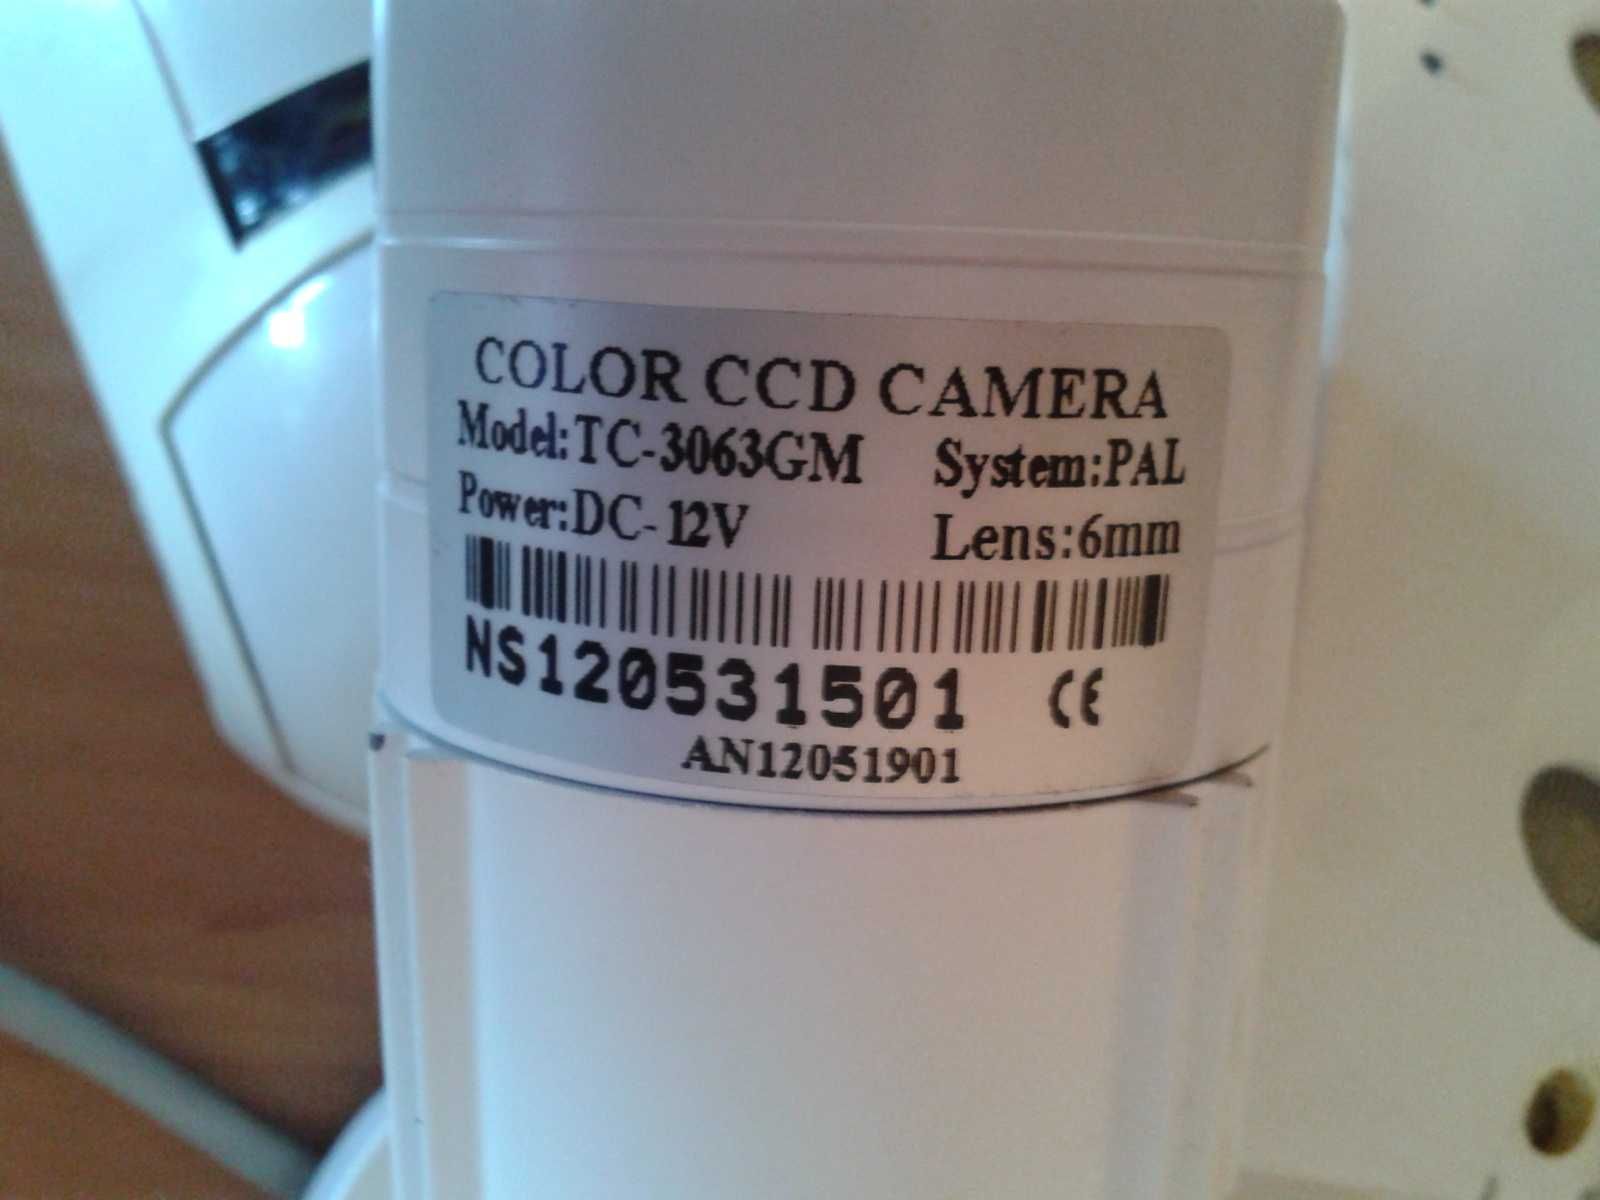 COLOR CCD CAMERA
Model:TC-3063GM System:PAL
Power:DC-12V Lens:6mm
NS120531501 CE
AN12051901